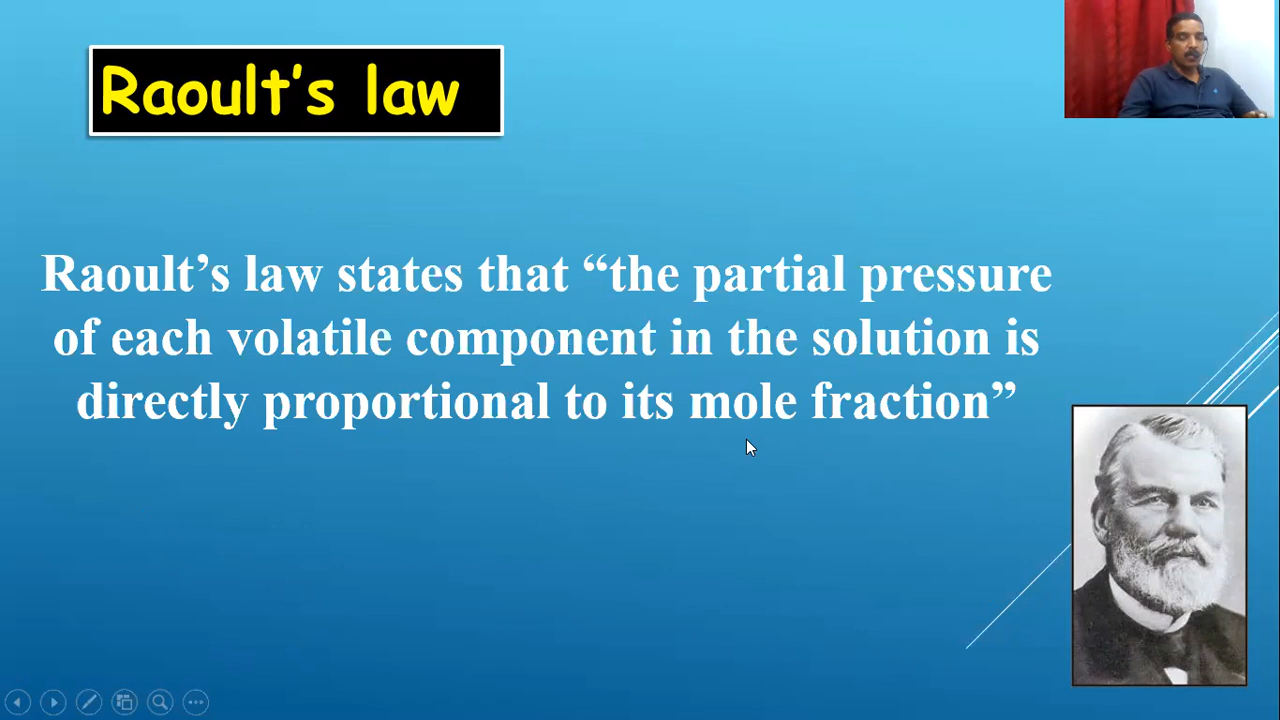 Raoult’s law
Raoult’s law states that “the partial pressure
of each volatile component in the solution is
directly proportional to its mole fraction”